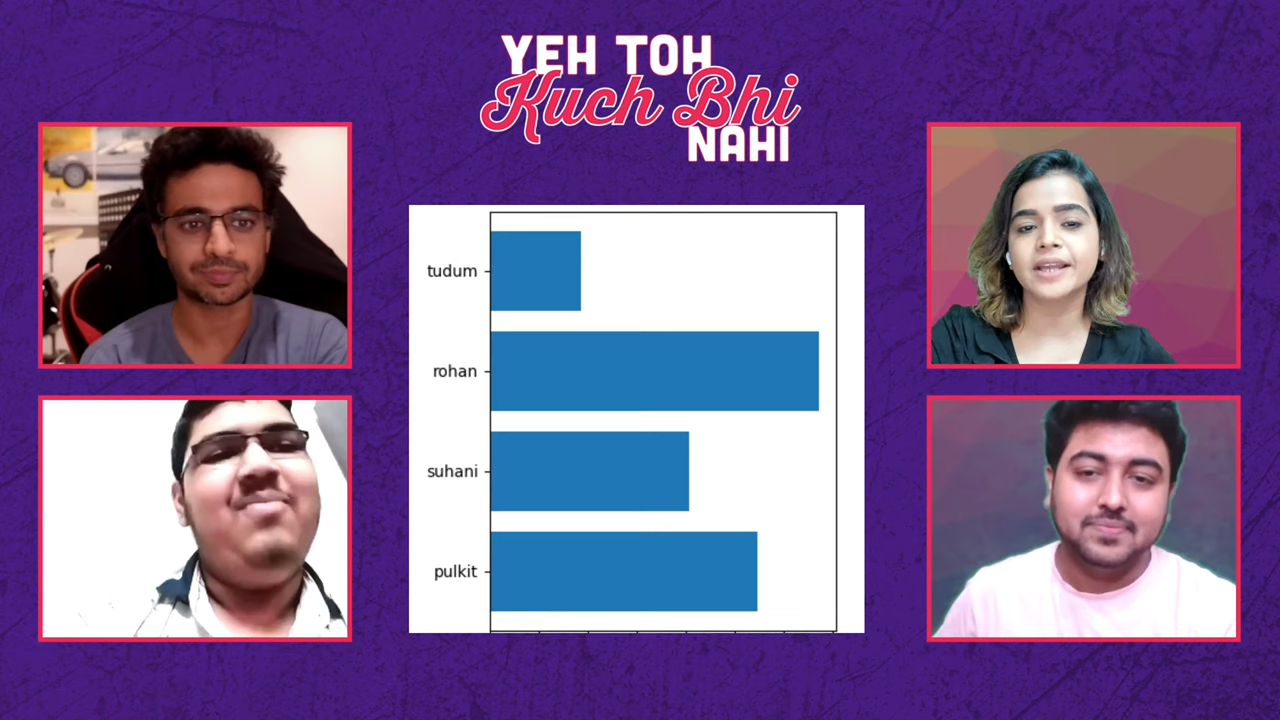 YEH TOH
Kuch Bhi
NAHI
tudum
rohan
suhani
pulkit